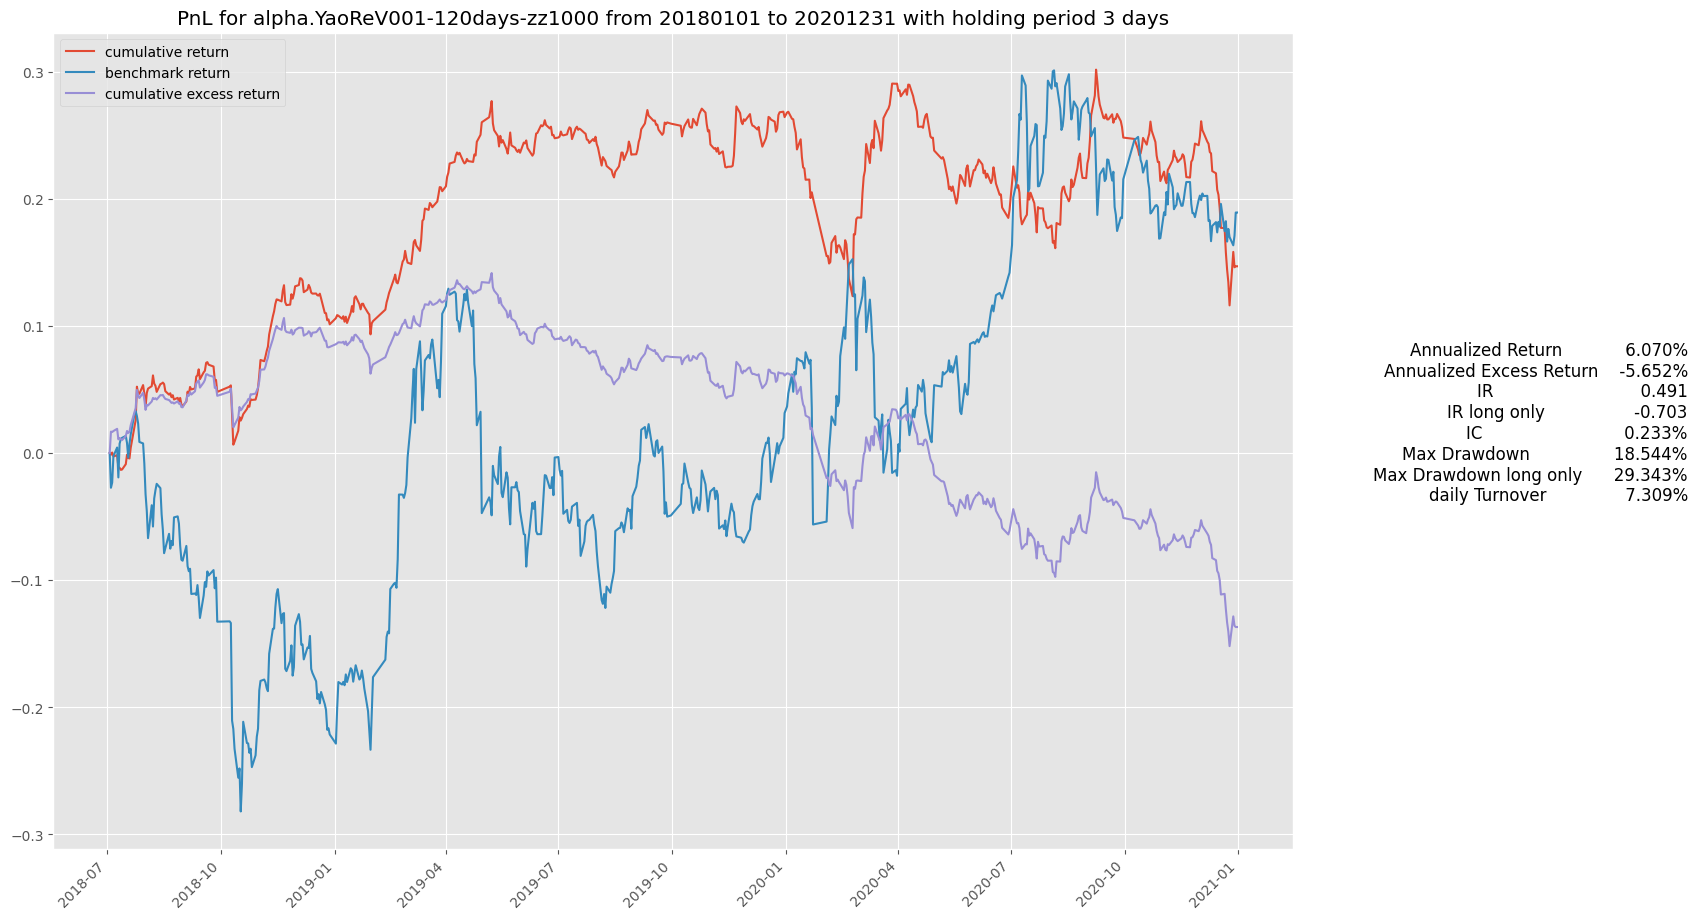 PnL for alpha.YaoReV001-120days-zz1000 from 20180101 to 20201231 with holding period 3 days
cumulative return
benchmark return
cumulative excess return
0.3
0.2
0.1
0.0
−0.1
−0.2
−0.3
2018-07
2018-10
2019-01
2019-04
2019-07
2019-10
2020-01
2020-04
2020-07
2020-10
2021-01
Annualized Return 6.070%
Annualized Excess Return -5.652%
IR 0.491
IR long only -0.703
IC 0.233%
Max Drawdown 18.544%
Max Drawdown long only 29.343%
daily Turnover 7.309%